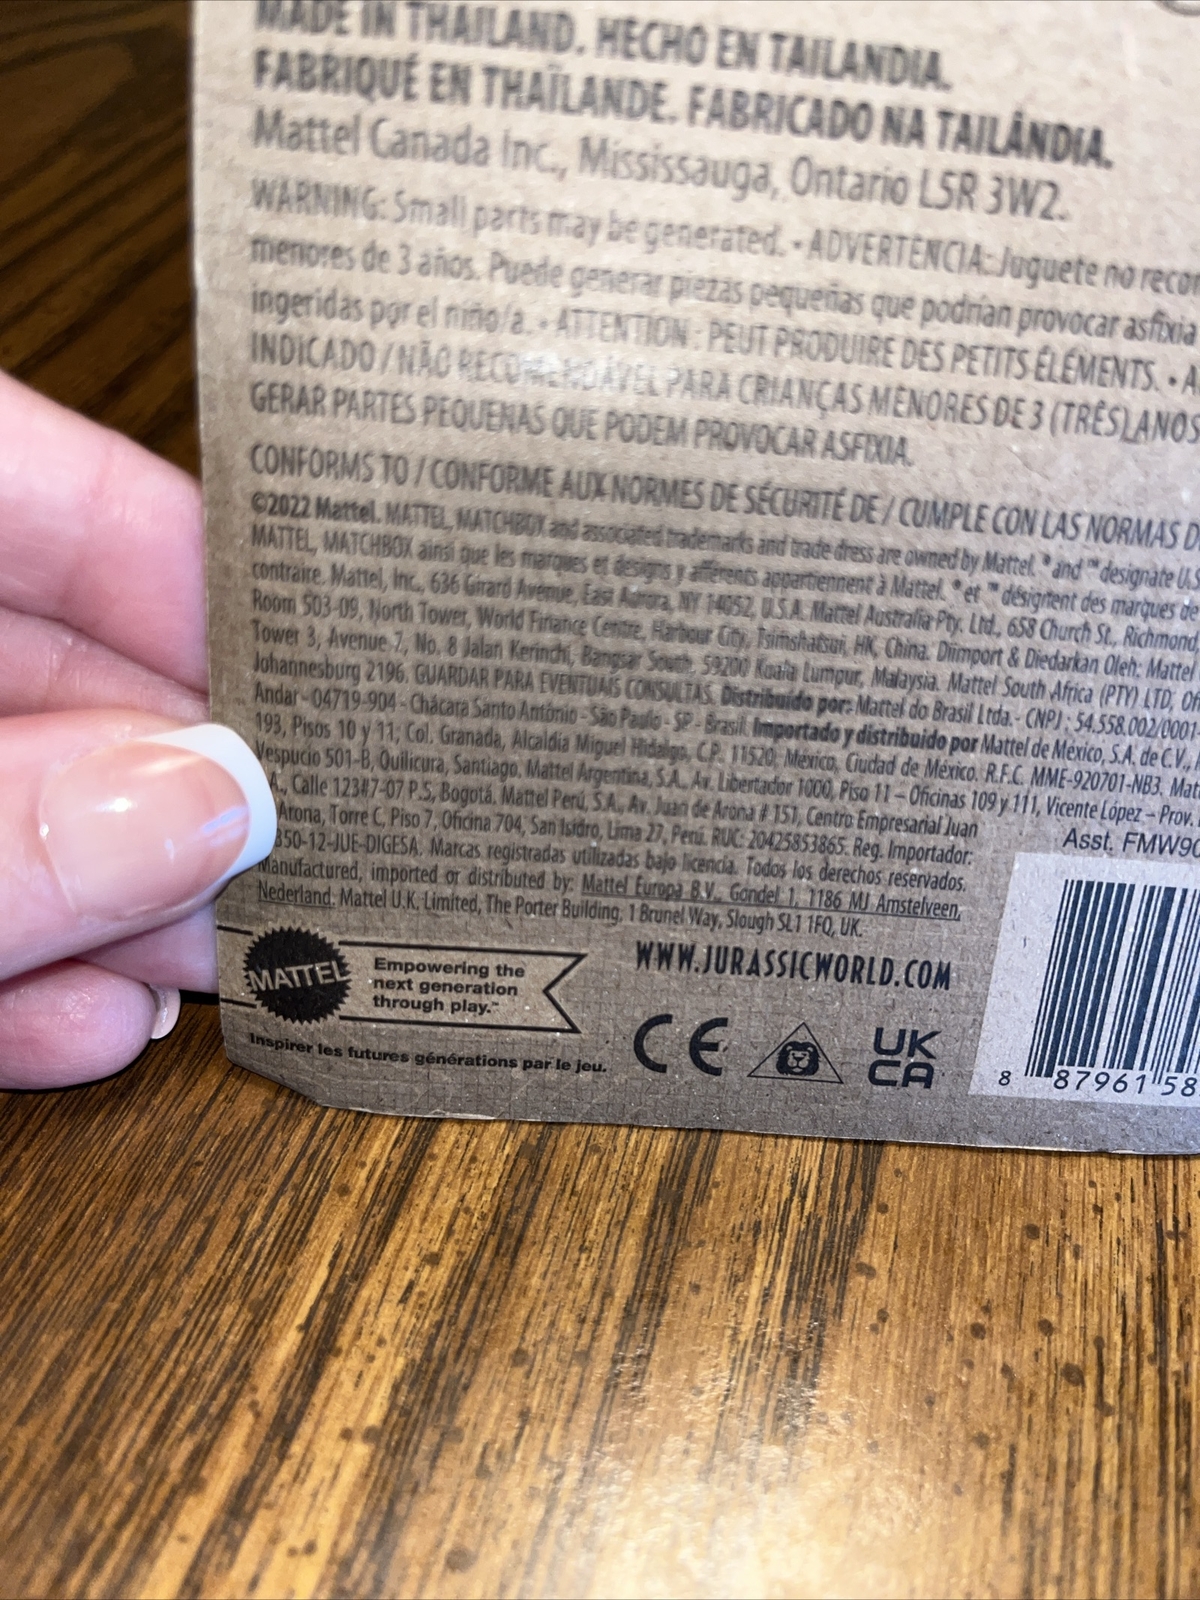 MADE IN THAILAND. HECHO EN TAILANDIA.
FABRIQUÉ EN THAÏLANDE. FABRICADO NA TAILÂNDIA.
Mattel Canada Inc., Mississauga, Ontario L5R 3W2.
WARNING: Small parts may be generated. • ADVERTENCIA: Juguete no recom
menores de 3 años. Puede generar piezas pequeñas que podrían provocar asfixia
ingeridas por el niño/a. • ATTENTION : PEUT PRODUIRE DES PETITS ÉLÉMENTS. • A
INDICADO / NÃO RECOMENDÁVEL PARA CRIANÇAS MENORES DE 3 (TRÊS) ANOS
GERAR PARTES PEQUENAS QUE PODEM PROVOCAR ASFIXIA.
CONFORMS TO / CONFORME AUX NORMES DE SÉCURITÉ DE / CUMPLE CON LAS NORMAS D
©2022 Mattel. MATTEL, MATCHBOX and associated trademarks and trade dress are owned by Mattel. ® and ™ designate U.S
MATTEL, MATCHBOX ainsi que les marques et designs y afférents appartiennent à Mattel. ® et ™ désignent des marques de
contraire. Mattel, Inc., 636 Girard Avenue, East Aurora, NY 14052, U.S.A. Mattel Australia Pty. Ltd., 658 Church St., Richmond,
Room 503-09, North Tower, World Finance Centre, Harbour City, Tsimshatsui, HK, China. Diimport & Diedarkan Oleh: Mattel
Tower 3, Avenue 7, No. 8 Jalan Kerinchi, Bangsar South, 59200 Kuala Lumpur, Malaysia. Mattel South Africa (PTY) LTD, Of
Johannesburg 2196. GUARDAR PARA EVENTUAIS CONSULTAS. Distribuido por: Mattel do Brasil Ltda.- CNPJ : 54.558.002/0001-
Andar - 04719-904 - Chácara Santo Antônio - São Paulo - SP - Brasil. Importado y distribuido por Mattel de México, S.A. de C.V.,
193, Pisos 10 y 11; Col. Granada, Alcaldía Miguel Hidalgo, C.P. 11520, México, Ciudad de México. R.F.C. MME-920701-NB3. Mat
Vespucio 501-B, Quilicura, Santiago. Mattel Argentina, S.A., Av. Libertador 1000, Piso 11 – Oficinas 109 y 111, Vicente López – Prov.
A., Calle 123#7-07 P.5, Bogotá. Mattel Perú, S.A., Av. Juan de Arona # 151, Centro Empresarial Juan
Arona, Torre C, Piso 7, Oficina 704, San Isidro, Lima 27, Perú. RUC: 20425853865. Reg. Importador:
350-12-JUE-DIGESA. Marcas registradas utilizadas bajo licencia. Todos los derechos reservados.
Manufactured, imported or distributed by: Mattel Europa B.V., Gondel 1, 1186 MJ Amstelveen,
Nederland. Mattel U.K. Limited, The Porter Building, 1 Brunel Way, Slough SL1 1FQ, UK.
Asst. FMW90
MATTEL
Empowering the
next generation
through play.™
Inspirer les futures générations par le jeu.
WWW.JURASSICWORLD.COM
CE
UK
CA
8 87961 58